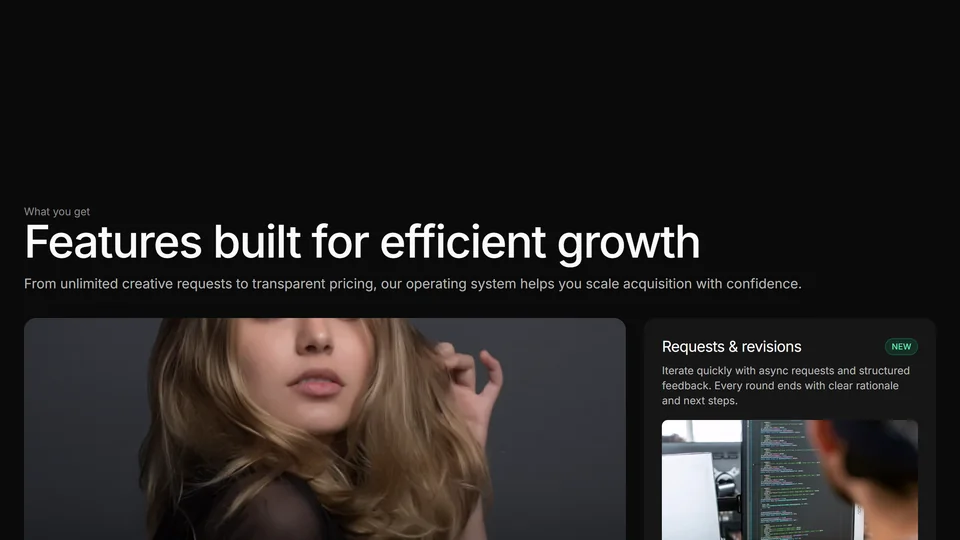 What you get
Features built for efficient growth
From unlimited creative requests to transparent pricing, our operating system helps you scale acquisition with confidence.
Requests & revisions
NEW
Iterate quickly with async requests and structured
feedback. Every round ends with clear rationale
and next steps.